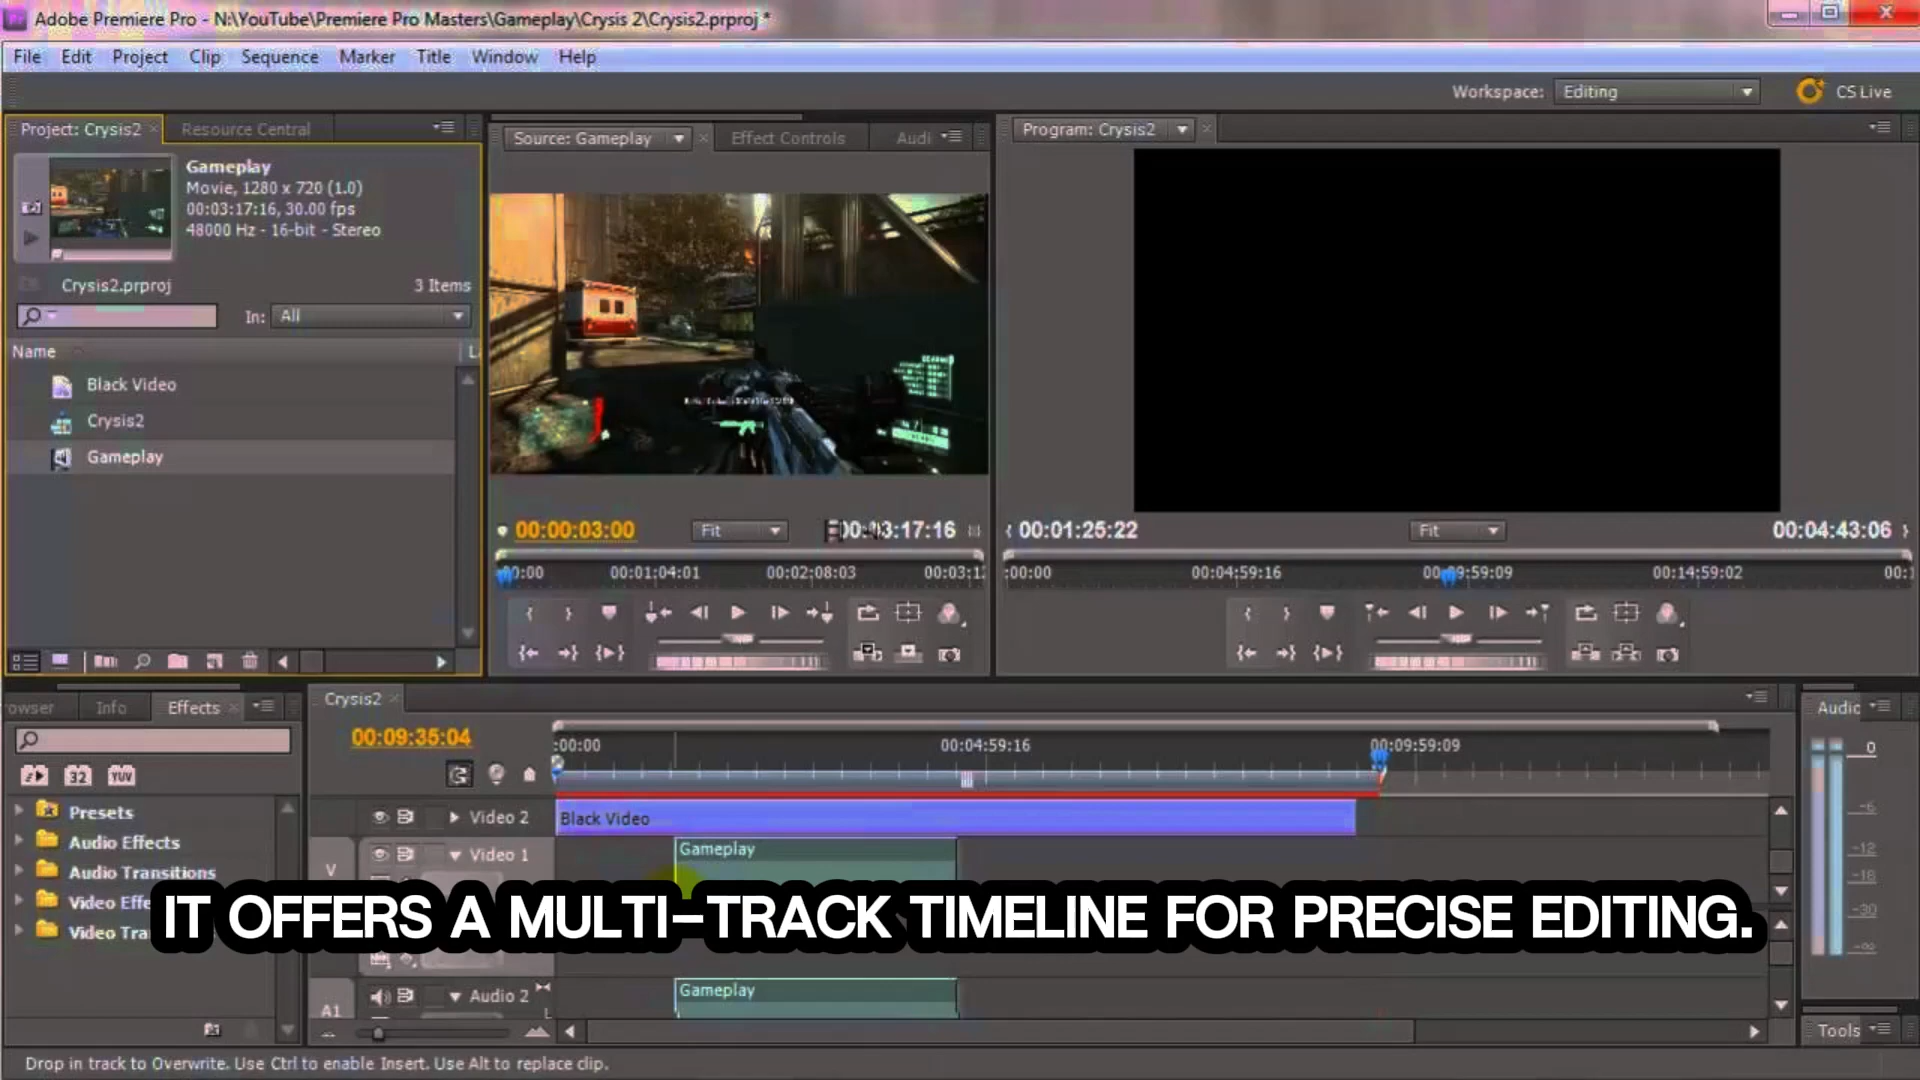 Adobe Premiere Pro - N:\YouTube\Premiere Pro Masters\Gameplay\Crysis 2\Crysis2.prproj *
File Edit Project Clip Sequence Marker Title Window Help
Workspace: Editing CS Live
Project: Crysis2 Resource Central
Source: Gameplay Effect Controls Audi
Program: Crysis2
Gameplay
Movie, 1280 x 720 (1.0)
00:03:17:16, 30.00 fps
48000 Hz - 16-bit - Stereo
Crysis2.prproj 3 Items
In: All
Name
Black Video
Crysis2
Gameplay
00:00:03:00 Fit 00:03:17:16
00:01:25:22 Fit 00:04:43:06
00:00 00:01:04:01 00:02:08:03 00:03:1
:00:00 00:04:59:16 00:09:59:09 00:14:59:02 00:
owser Info Effects
Crysis2
00:09:35:04
:00:00 00:04:59:16 00:09:59:09
32 YUV
Presets
Audio Effects
Audio Transitions
Video Effe
Video Tra
Video 2 Black Video
V Video 1 Gameplay
IT OFFERS A MULTI-TRACK TIMELINE FOR PRECISE EDITING.
A1 Audio 2 Gameplay
Audio
0
-6
-12
-18
-30
-∞
Tools
Drop in track to Overwrite. Use Ctrl to enable Insert. Use Alt to replace clip.